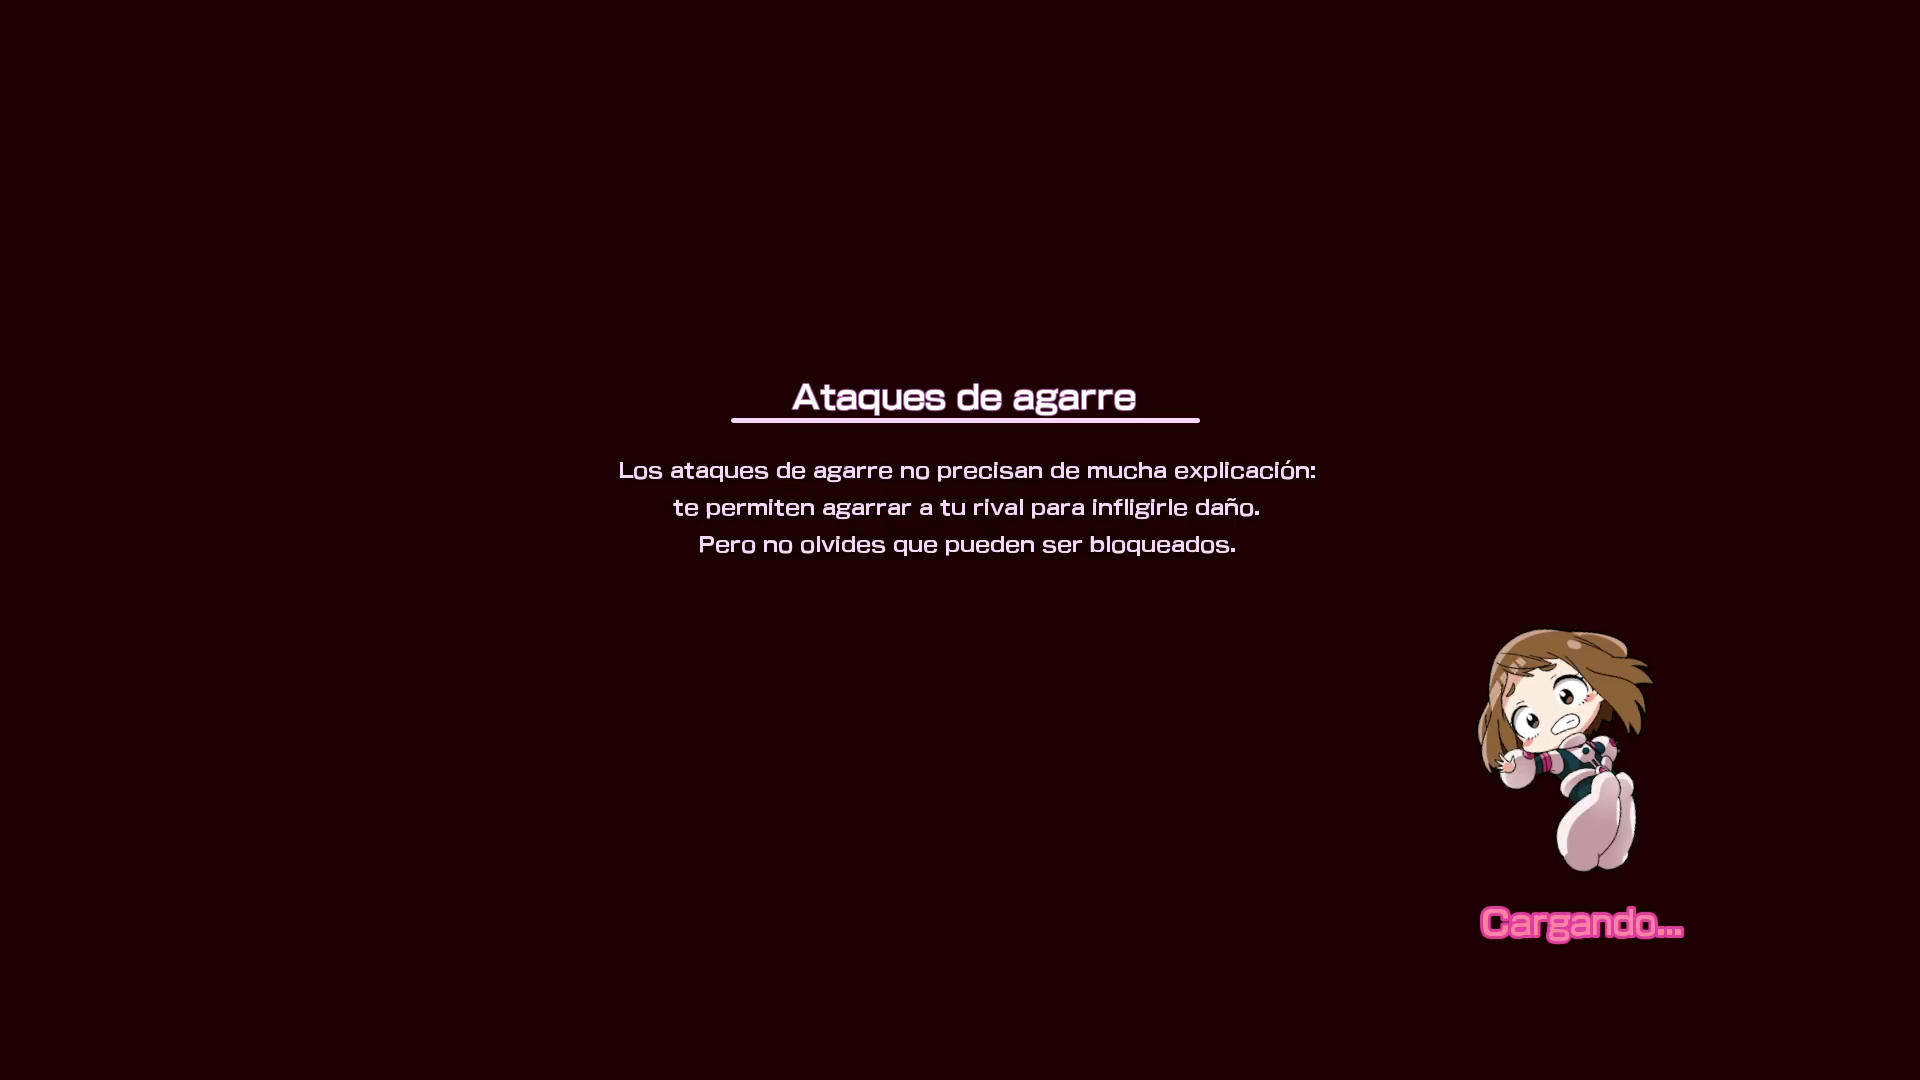 Ataques de agarre
Los ataques de agarre no precisan de mucha explicación:
te permiten agarrar a tu rival para infligirle daño.
Pero no olvides que pueden ser bloqueados.
Cargando...